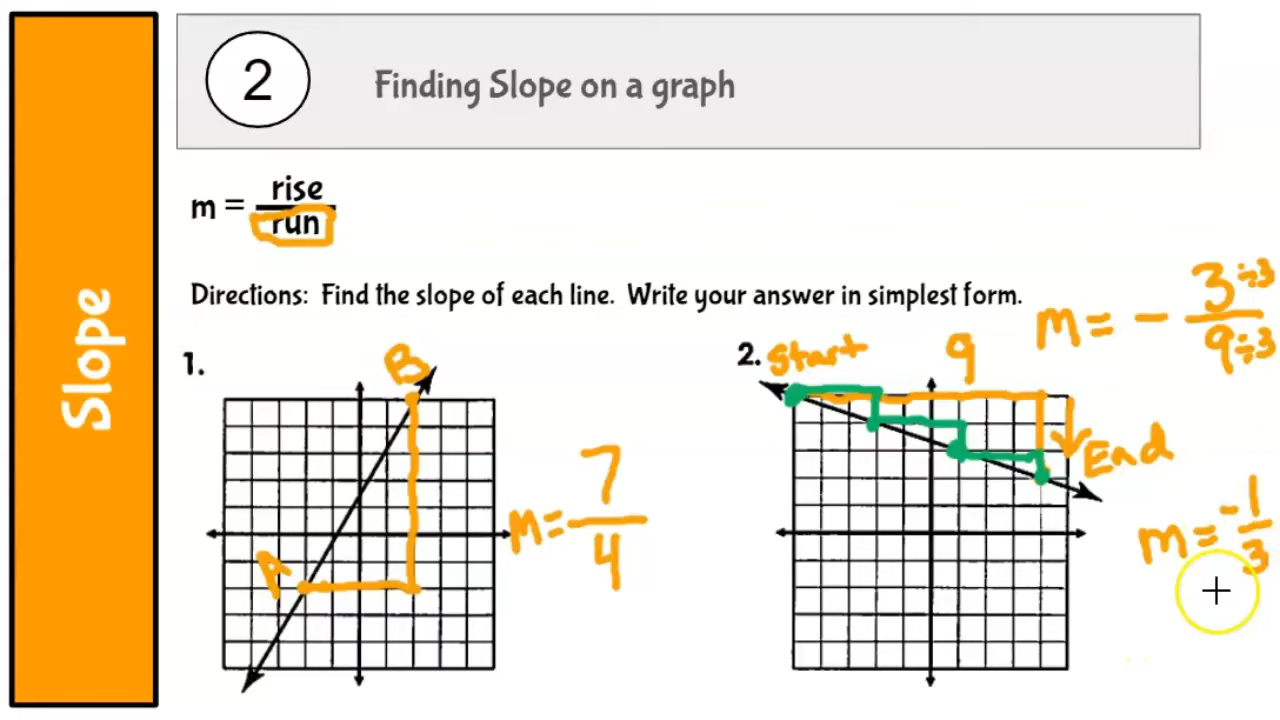 Slope
2
Finding Slope on a graph
m = rise
run
Directions: Find the slope of each line. Write your answer in simplest form.
m = - 3÷3
9÷3
1.
B
A
m = 7
4
2.
Start
9
End
m = -1
3